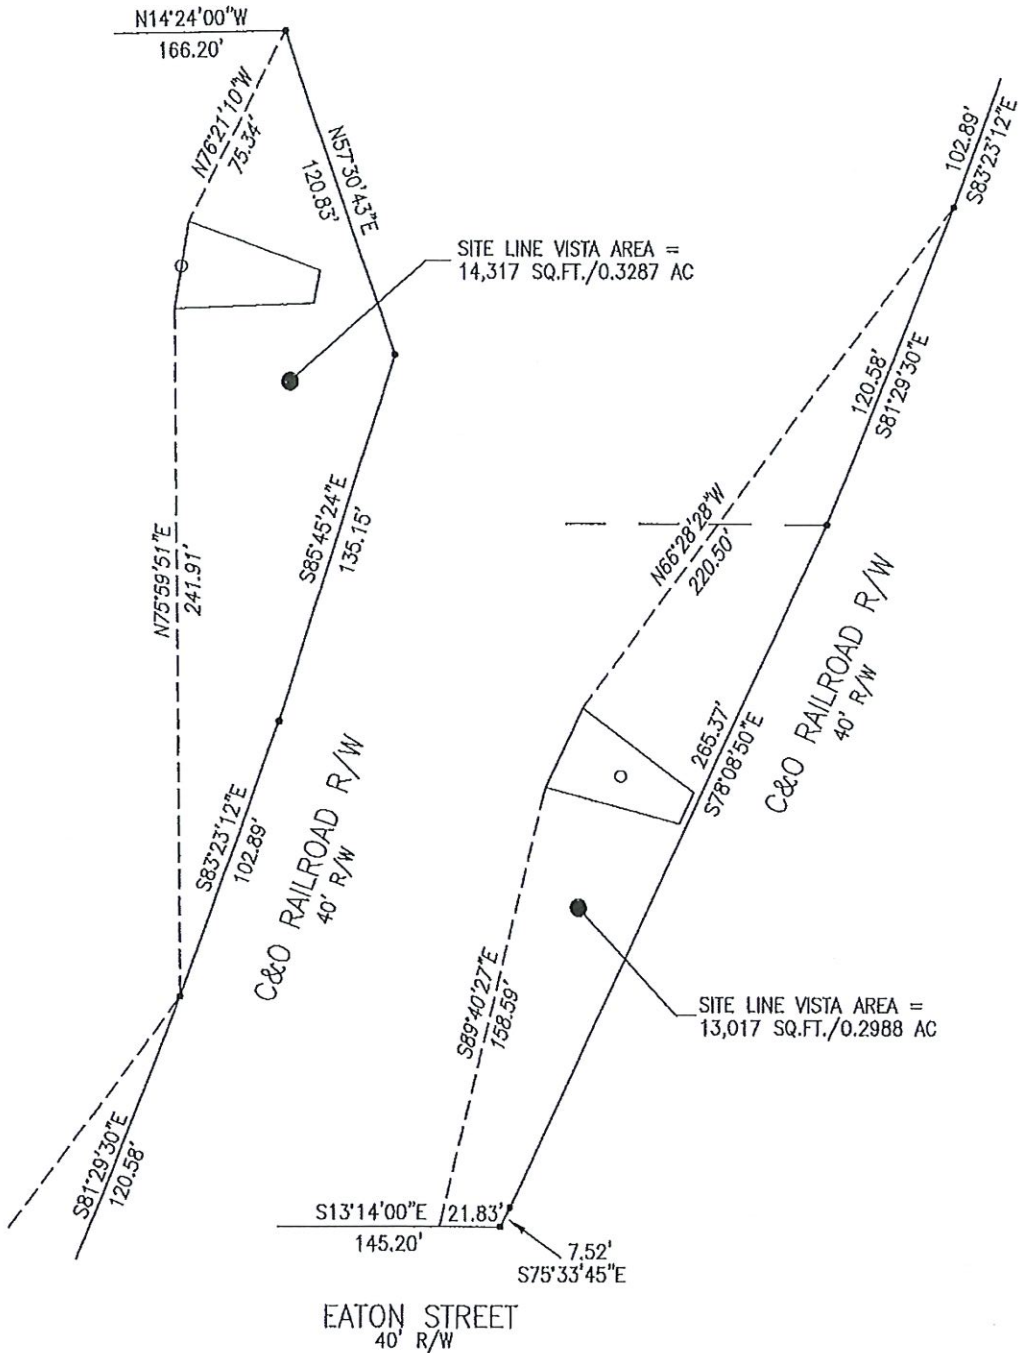 N14°24'00"W
166.20'
N76°21'10"W
75.34'
N57°30'43"E
120.83'
SITE LINE VISTA AREA =
14,317 SQ.FT./0.3287 AC
102.89'
S83°23'12"E
120.58'
S81°29'30"E
N75°59'51"E
241.91'
S85°45'24"E
135.15'
N66°28'28"W
220.50'
C&O RAILROAD R/W
40' R/W
265.37'
S78°08'50"E
S83°23'12"E
102.89'
C&O RAILROAD R/W
40' R/W
S89°40'27"E
158.59'
SITE LINE VISTA AREA =
13,017 SQ.FT./0.2988 AC
S81°29'30"E
120.58'
S13°14'00"E
145.20'
21.83'
7.52'
S75°33'45"E
EATON STREET
40' R/W